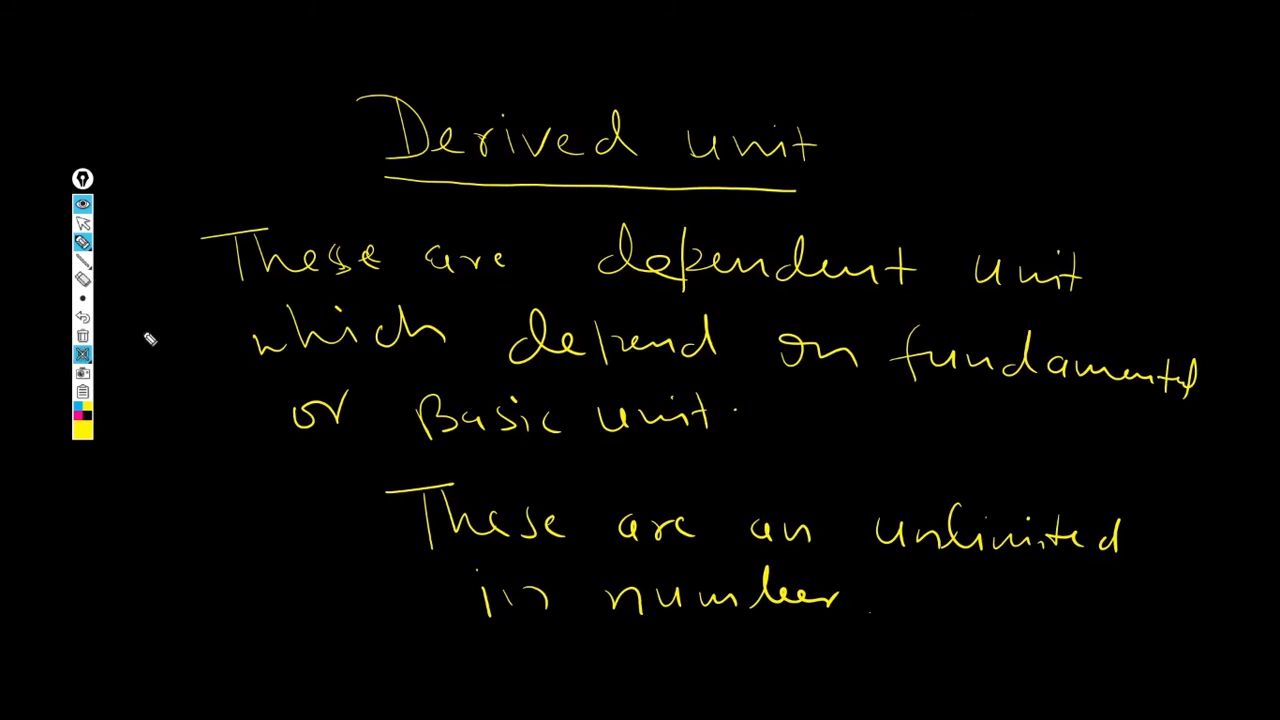 Derived unit
These are dependent unit
which depend on fundamental
or Basic unit.
These are an unlimited
in number.